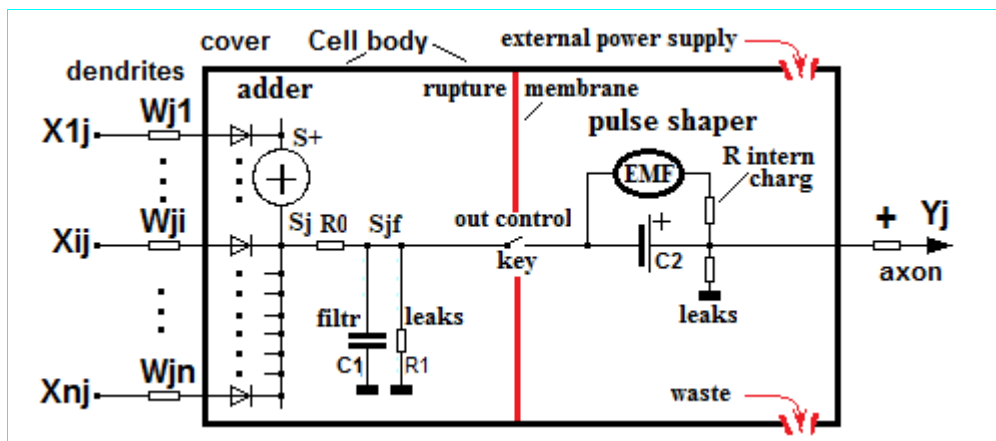 cover
Cell body
external power supply
dendrites
adder
rupture
membrane
Wj1
X1j
S+
pulse shaper
EMF
R intern
charg
Wji
Xij
Sj
R0
Sjf
out control
key
+
C2
+
Yj
axon
filtr
C1
leaks
R1
leaks
Wjn
Xnj
waste